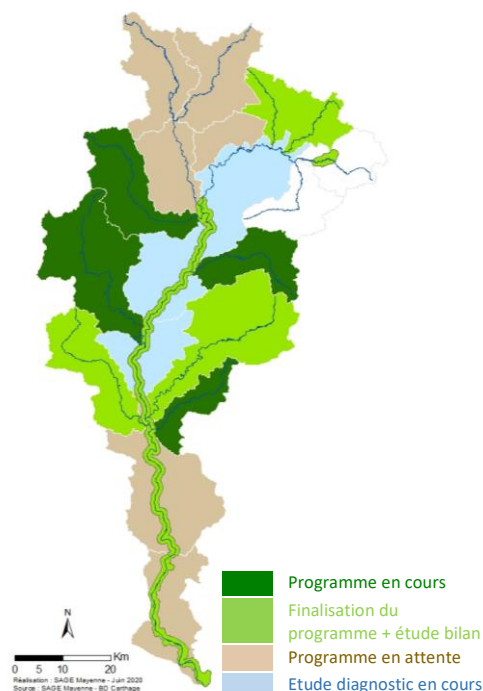 Programme en cours
Finalisation du
programme + étude bilan
Programme en attente
Etude diagnostic en cours
N
Km
0 5 10 20
Réalisation : SAGE Mayenne - Juin 2020
Source : SAGE Mayenne - BD Carthage